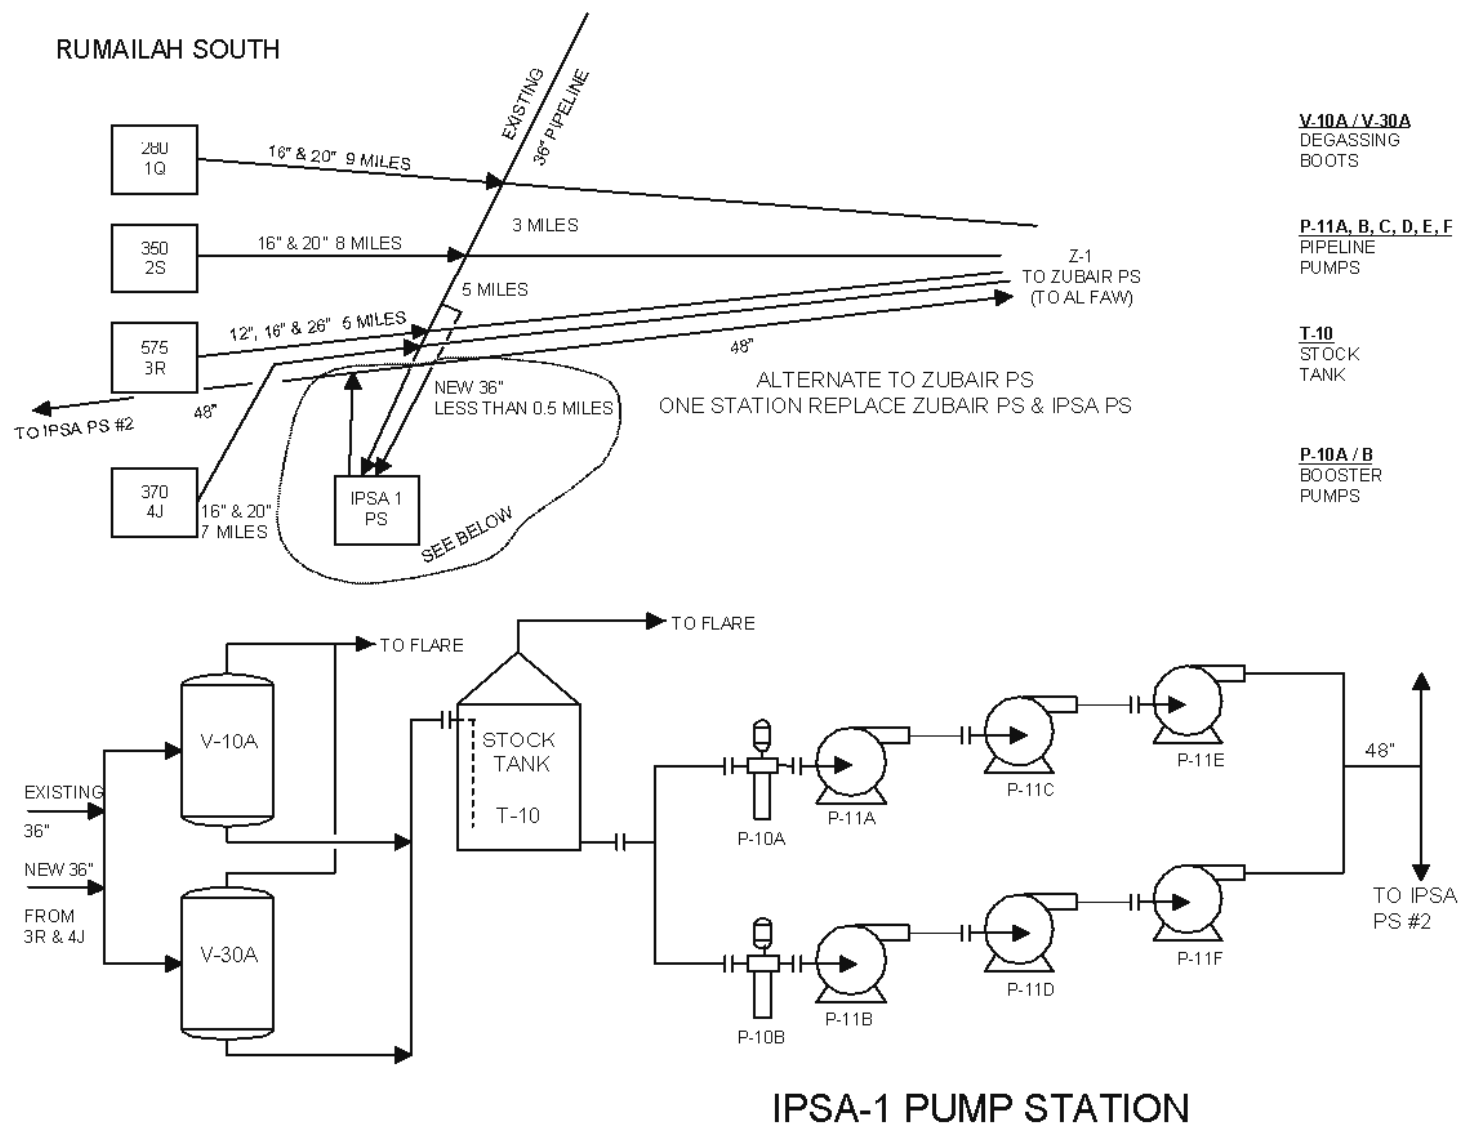 RUMAILAH SOUTH
280
1Q
16" & 20" 9 MILES
EXISTING
36" PIPELINE
3 MILES
350
2S
16" & 20" 8 MILES
5 MILES
575
3R
12", 16" & 26" 5 MILES
48"
TO IPSA PS #2
48"
Z-1
TO ZUBAIR PS
(TO AL FAW)
NEW 36"
LESS THAN 0.5 MILES
ALTERNATE TO ZUBAIR PS
ONE STATION REPLACE ZUBAIR PS & IPSA PS
370
4J
16" & 20"
7 MILES
IPSA 1
PS
SEE BELOW
V-10A / V-30A
DEGASSING
BOOTS
P-11A, B, C, D, E, F
PIPELINE
PUMPS
T-10
STOCK
TANK
P-10A / B
BOOSTER
PUMPS
TO FLARE
TO FLARE
V-10A
EXISTING
36"
NEW 36"
FROM
3R & 4J
V-30A
STOCK
TANK
T-10
P-10A
P-11A
P-11C
P-11E
P-10B
P-11B
P-11D
P-11F
48"
TO IPSA
PS #2
IPSA-1 PUMP STATION